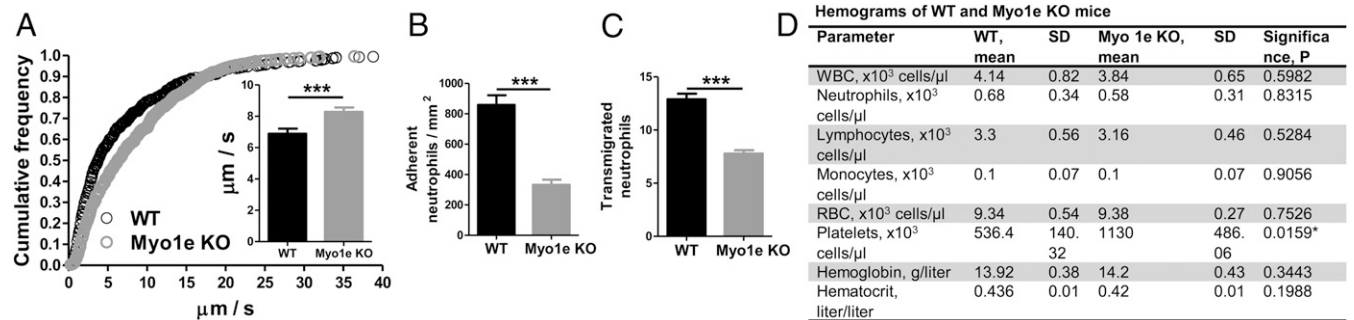 A
Cumulative frequency
1.0
0.9
0.8
0.7
0.6
0.5
0.4
0.3
0.2
0.1
0.0
0 5 10 15 20 25 30 35 40
μm / s
WT
Myo1e KO
μm / s
10
8
6
4
2
0
***
WT Myo1e KO
B
Adherent
neutrophils / mm 2
1000
800
600
400
200
0
***
WT Myo1e KO
C
Transmigrated
neutrophils
15
10
5
0
***
WT Myo1e KO
D
Hemograms of WT and Myo1e KO mice
Parameter WT, SD Myo 1e KO, SD Significa
mean mean nce, P
WBC, x10³ cells/µl 4.14 0.82 3.84 0.65 0.5982
Neutrophils, x10³ 0.68 0.34 0.58 0.31 0.8315
cells/µl
Lymphocytes, x10³ 3.3 0.56 3.16 0.46 0.5284
cells/µl
Monocytes, x10³ 0.1 0.07 0.1 0.07 0.9056
cells/µl
RBC, x10³ cells/µl 9.34 0.54 9.38 0.27 0.7526
Platelets, x10³ 536.4 140. 1130 486. 0.0159*
cells/µl 32 06
Hemoglobin, g/liter 13.92 0.38 14.2 0.43 0.3443
Hematocrit, 0.436 0.01 0.42 0.01 0.1988
liter/liter